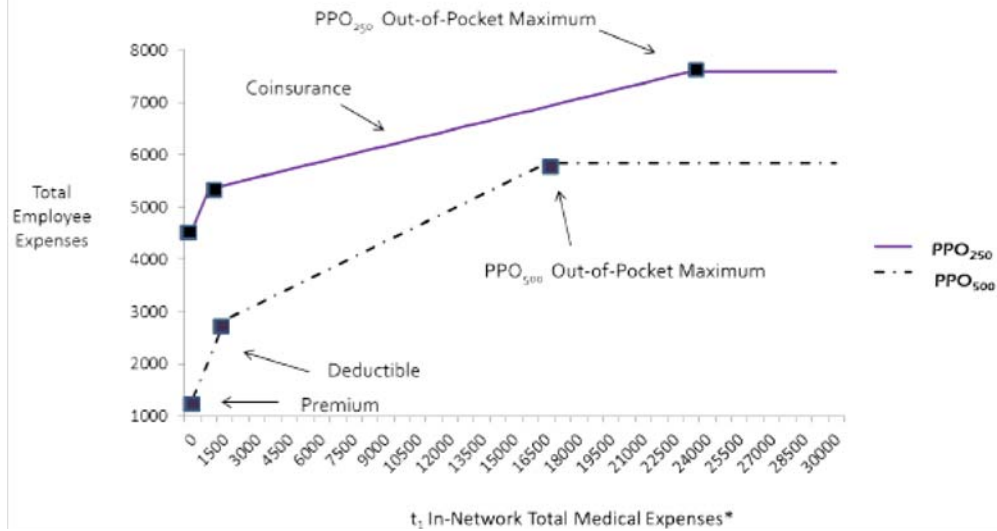 PPO250 Out-of-Pocket Maximum
8000
Coinsurance
7000
6000
Total
Employee
Expenses
5000
PPO500 Out-of-Pocket Maximum
PPO250
PPO500
4000
3000
Deductible
2000
Premium
1000
0 1500 3000 4500 6000 7500 9000 10500 12000 13500 15000 16500 18000 19500 21000 22500 24000 25500 27000 28500 30000
t1 In-Network Total Medical Expenses*